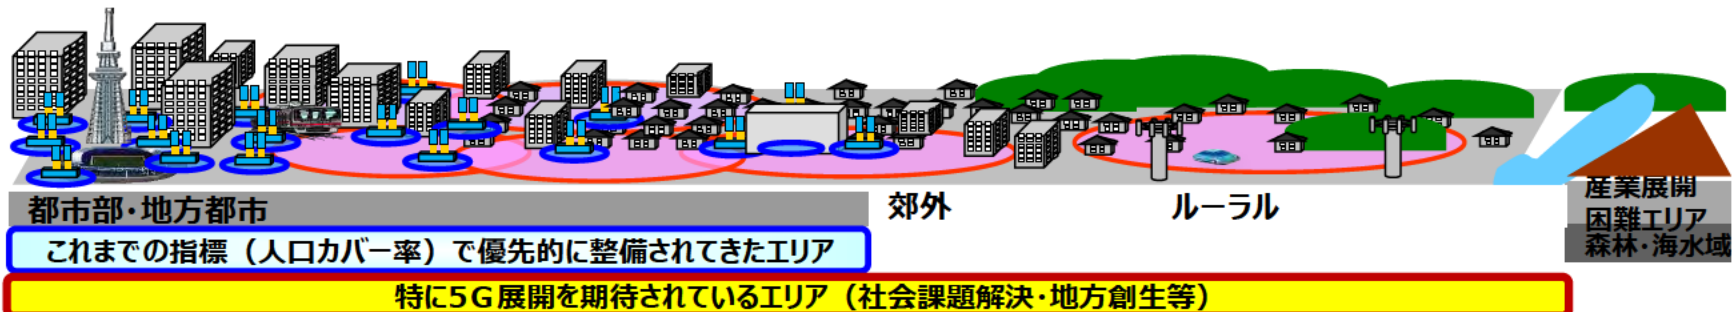 都市部・地方都市
郊外
ルーラル
産業展開
困難エリア
森林・海水域
これまでの指標（人口カバー率）で優先的に整備されてきたエリア
特に5G展開を期待されているエリア（社会課題解決・地方創生等）